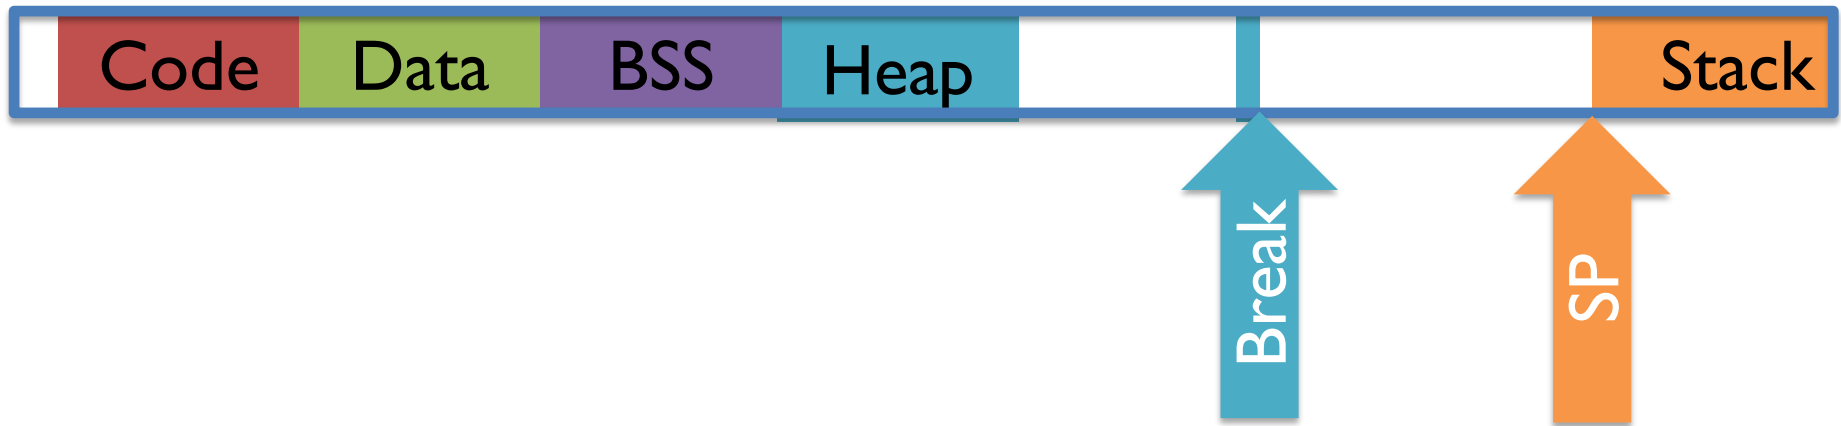 Code
Data
BSS
Heap
Stack
Break
SP